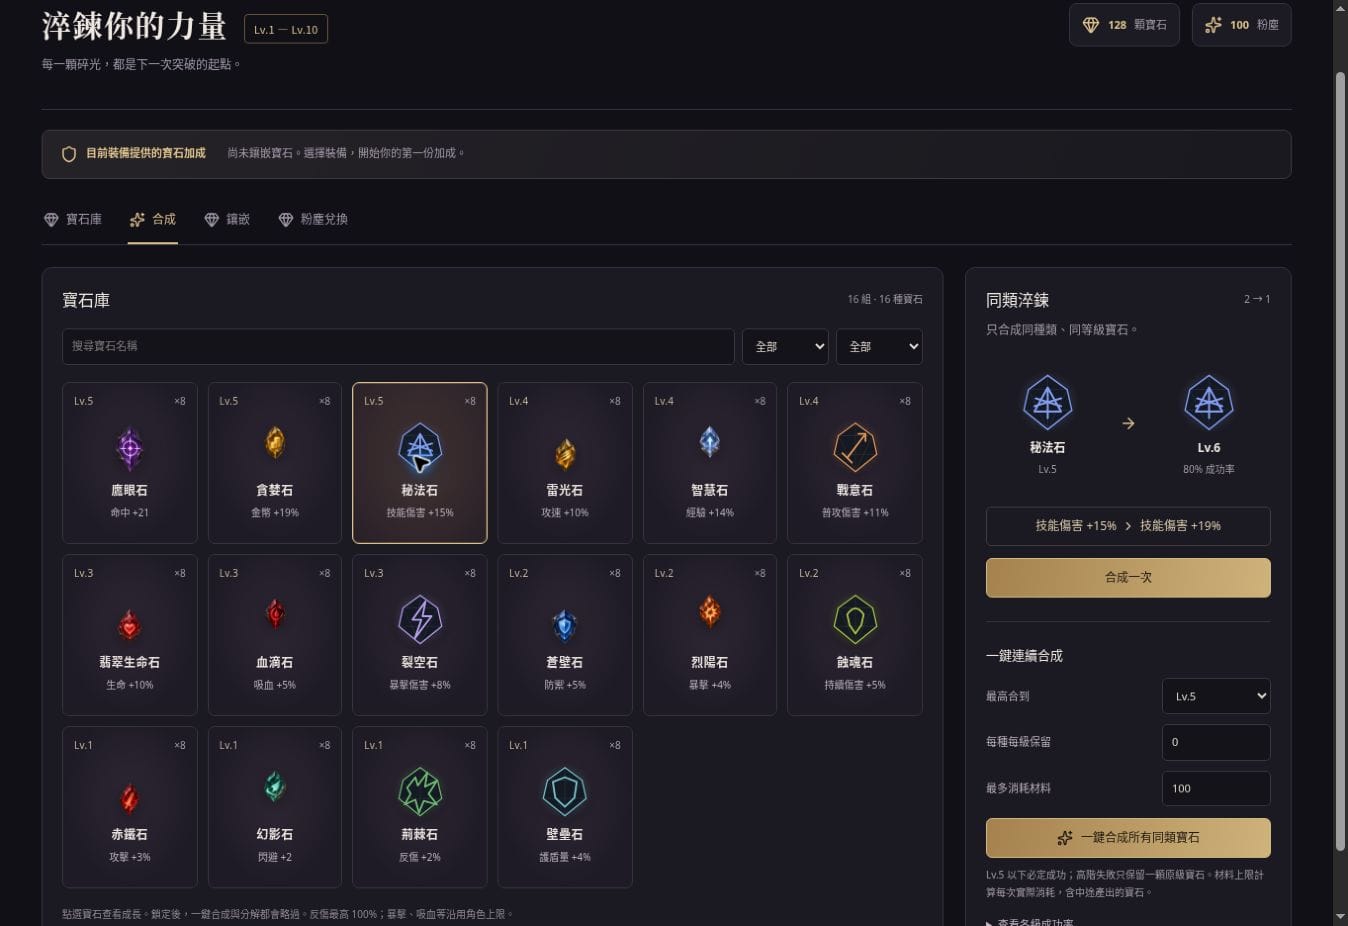 淬鍊你的力量
Lv.1 — Lv.10
128 顆寶石
100 粉塵
每一顆碎光，都是下一次突破的起點。
目前裝備提供的寶石加成 尚未鑲嵌寶石。選擇裝備，開始你的第一份加成。
寶石庫 合成 鑲嵌 粉塵兌換
寶石庫
16 組 · 16 種寶石
搜尋寶石名稱
全部
全部
Lv.5 ×8
鷹眼石
命中 +21
Lv.5 ×8
貪婪石
金幣 +19%
Lv.5 ×8
秘法石
技能傷害 +15%
Lv.4 ×8
雷光石
攻速 +10%
Lv.4 ×8
智慧石
經驗 +14%
Lv.4 ×8
戰意石
普攻傷害 +11%
Lv.3 ×8
翡翠生命石
生命 +10%
Lv.3 ×8
血滴石
吸血 +5%
Lv.3 ×8
裂空石
暴擊傷害 +8%
Lv.2 ×8
蒼壁石
防禦 +5%
Lv.2 ×8
烈陽石
暴擊 +4%
Lv.2 ×8
蝕魂石
持續傷害 +5%
Lv.1 ×8
赤鐵石
攻擊 +3%
Lv.1 ×8
幻影石
閃避 +2
Lv.1 ×8
荊棘石
反傷 +2%
Lv.1 ×8
壁壘石
護盾量 +4%
點選寶石查看成長。鎖定後，一鍵合成與分解都會略過。反傷最高 100%；暴擊、吸血等沿用角色上限。
同類淬鍊
2 → 1
只合成同種類、同等級寶石。
秘法石
Lv.5
→
Lv.6
80% 成功率
技能傷害 +15% › 技能傷害 +19%
合成一次
一鍵連續合成
最高合到 Lv.5
每種每級保留 0
最多消耗材料 100
一鍵合成所有同類寶石
Lv.5 以下必定成功；高階失敗只保留一顆原級寶石。材料上限計
算每次實際消耗，含中途產出的寶石。
查看各級成功率